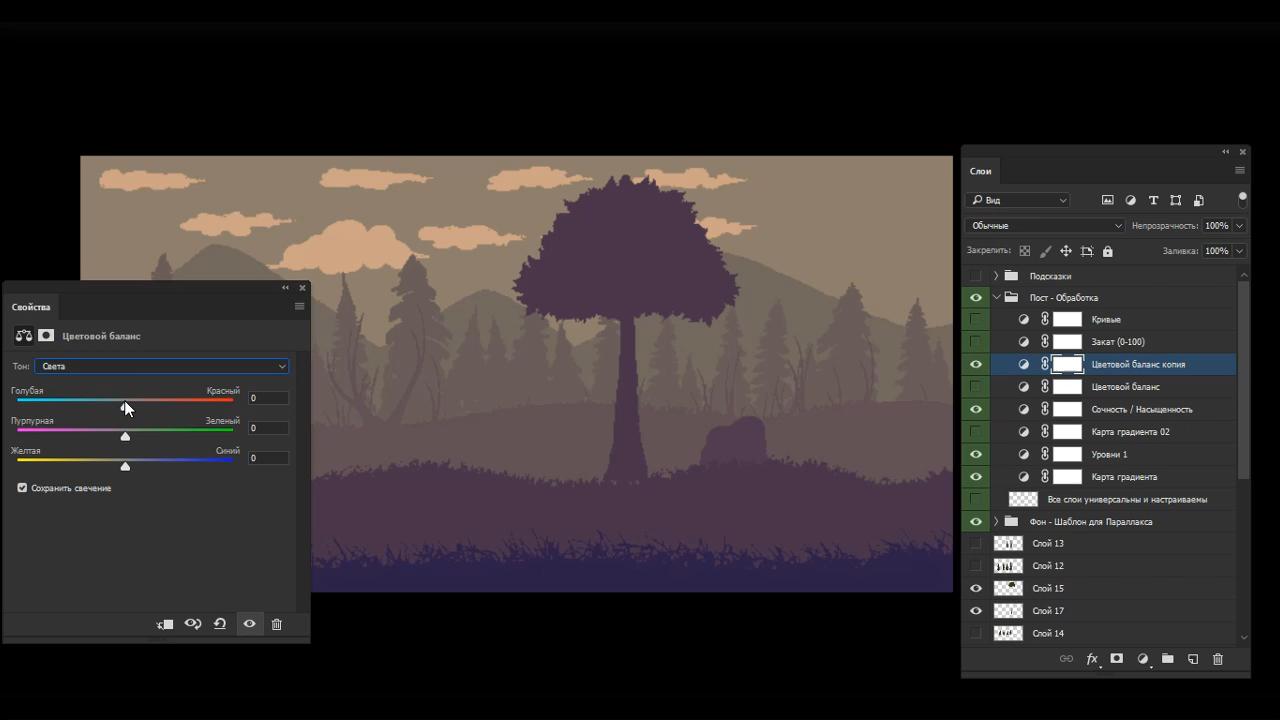 Слои
Вид
Обычные
Непрозрачность: 100%
Закрепить:
Заливка: 100%
Подсказки
Пост - Обработка
Кривые
Закат (0-100)
Цветовой баланс копия
Цветовой баланс
Сочность / Насыщенность
Карта градиента 02
Уровни 1
Карта градиента
Все слои универсальны и настраиваемы
Фон - Шаблон для Параллакса
Слой 13
Слой 12
Слой 15
Слой 17
Слой 14
fx
Свойства
Цветовой баланс
Тон: Света
Голубая Красный 0
Пурпурная Зеленый 0
Желтая Синий 0
Сохранить свечение